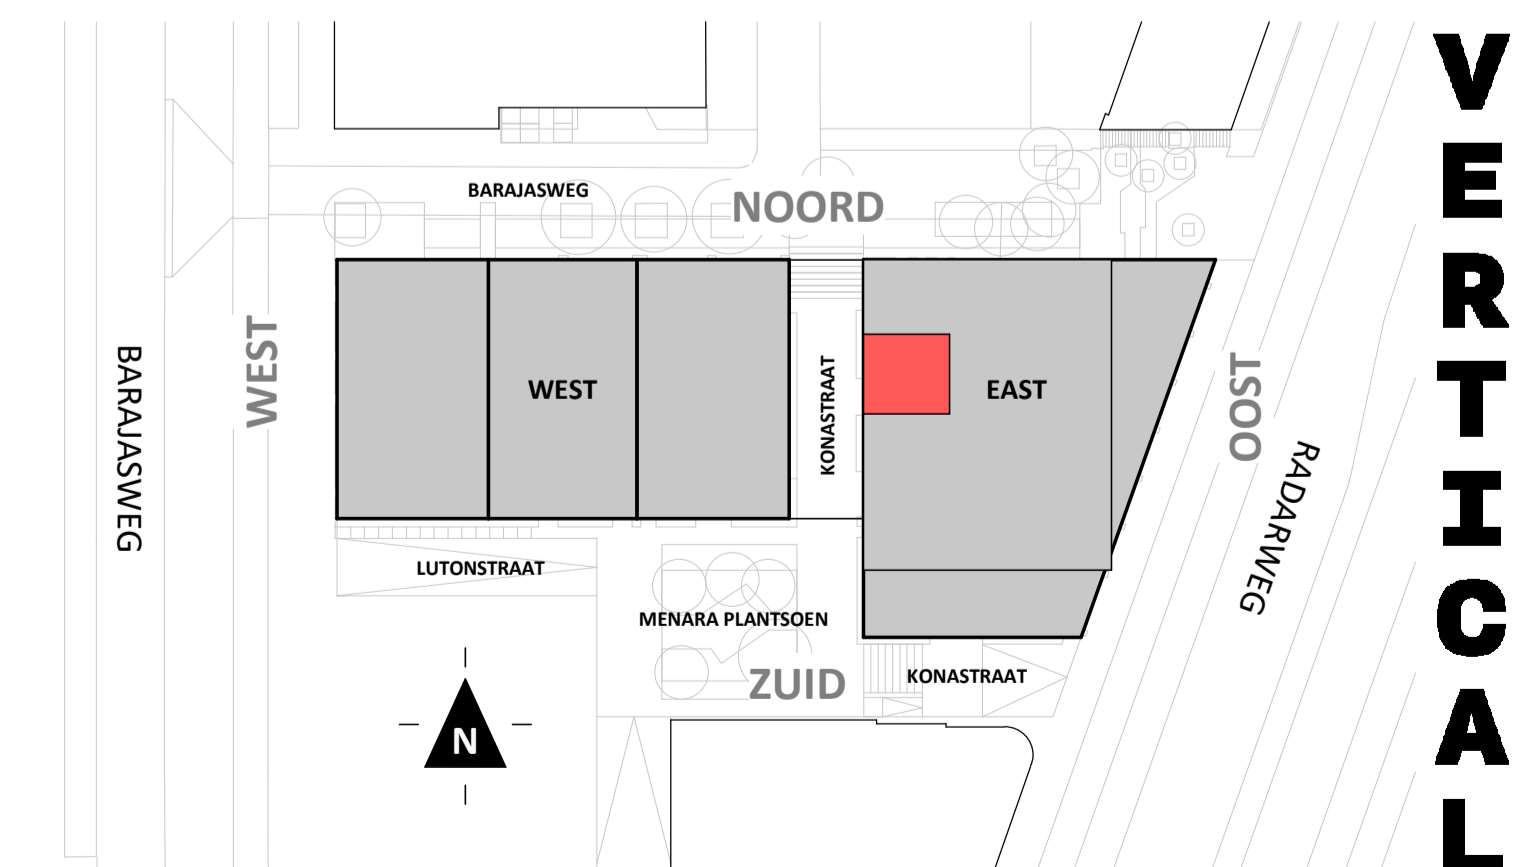 BARAJASWEG
NOORD
WEST
BARAJASWEG
WEST
KONASTRAAT
EAST
OOST
RADARWEG
LUTONSTRAAT
MENARA PLANTSOEN
ZUID
KONASTRAAT
N
VERTICAL